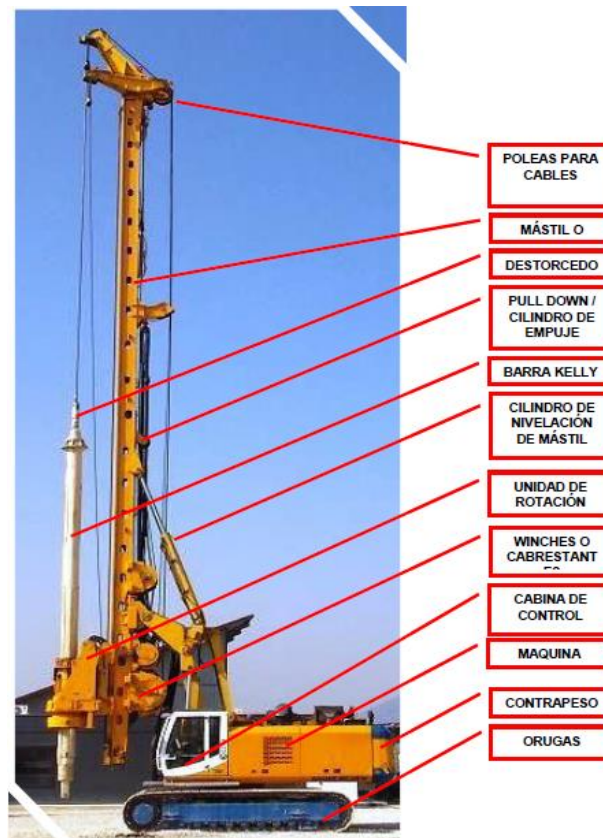 POLEAS PARA
CABLES
MÁSTIL O
DESTORCEDO
PULL DOWN /
CILINDRO DE
EMPUJE
BARRA KELLY
CILINDRO DE
NIVELACIÓN
DE MÁSTIL
UNIDAD DE
ROTACIÓN
WINCHES O
CABRESTANT
CABINA DE
CONTROL
MAQUINA
CONTRAPESO
ORUGAS